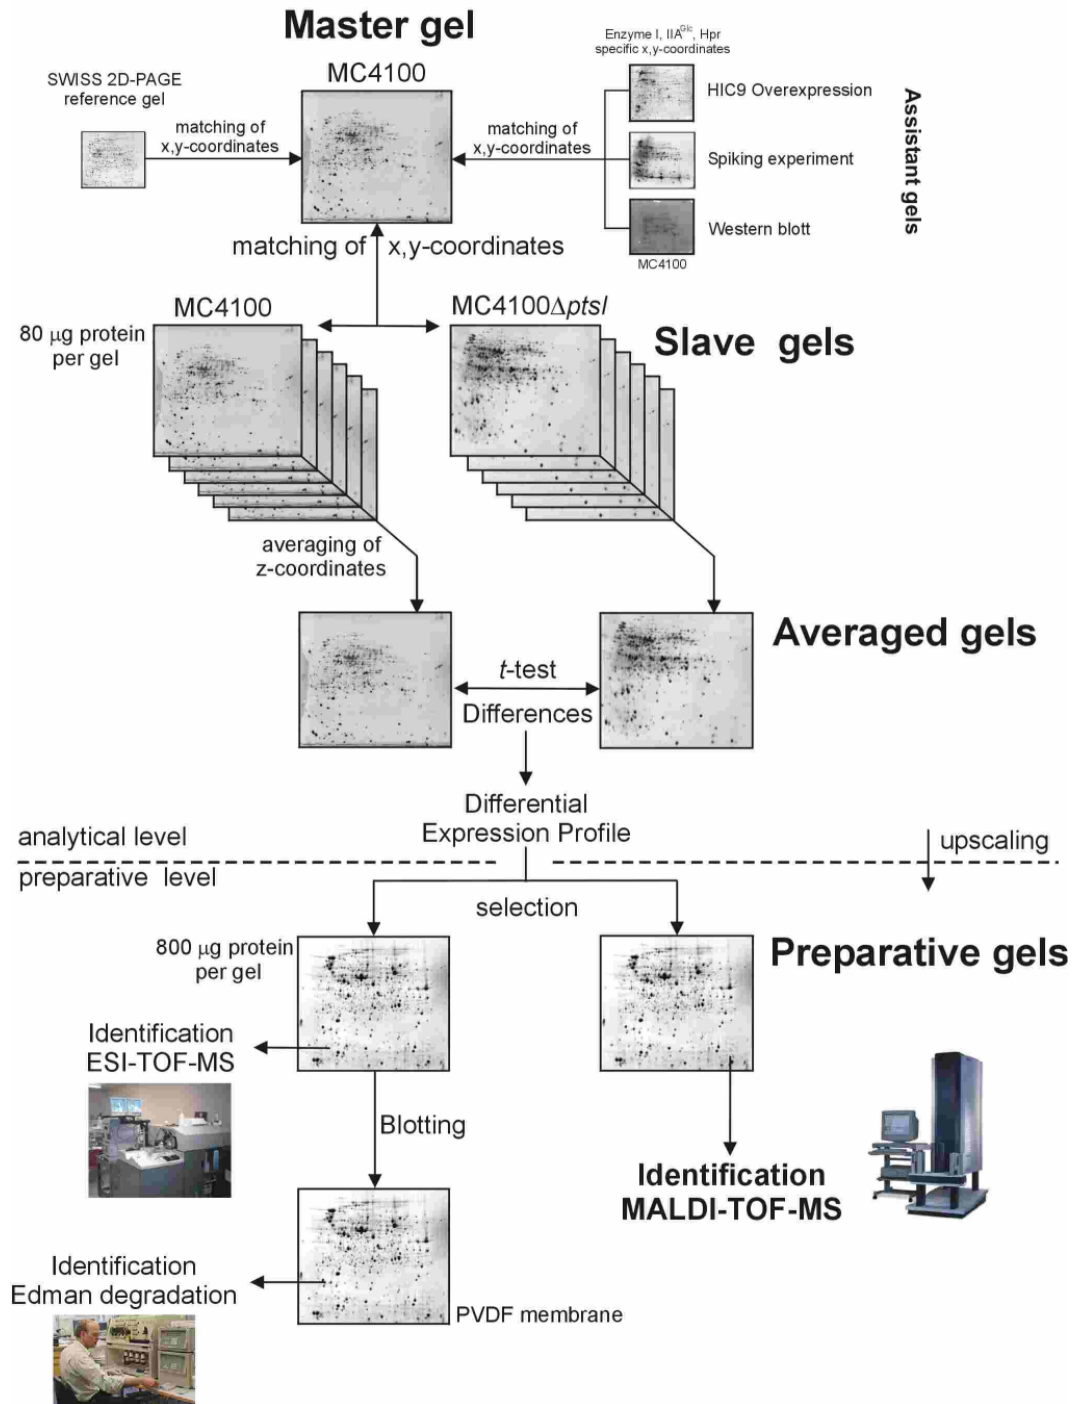 Master gel
MC4100
SWISS 2D-PAGE
reference gel
matching of
x,y-coordinates
matching of
x,y-coordinates
Enzyme I, IIA^Glc, Hpr
specific x,y-coordinates
HIC9 Overexpression
Spiking experiment
Western blott
MC4100
Assistant gels
matching of x,y-coordinates
MC4100
MC4100Δptsl
80 µg protein
per gel
Slave gels
averaging of
z-coordinates
Averaged gels
t-test
Differences
Differential
Expression Profile
analytical level
upscaling
preparative level
selection
800 µg protein
per gel
Preparative gels
Identification
ESI-TOF-MS
Blotting
Identification
MALDI-TOF-MS
Identification
Edman degradation
PVDF membrane